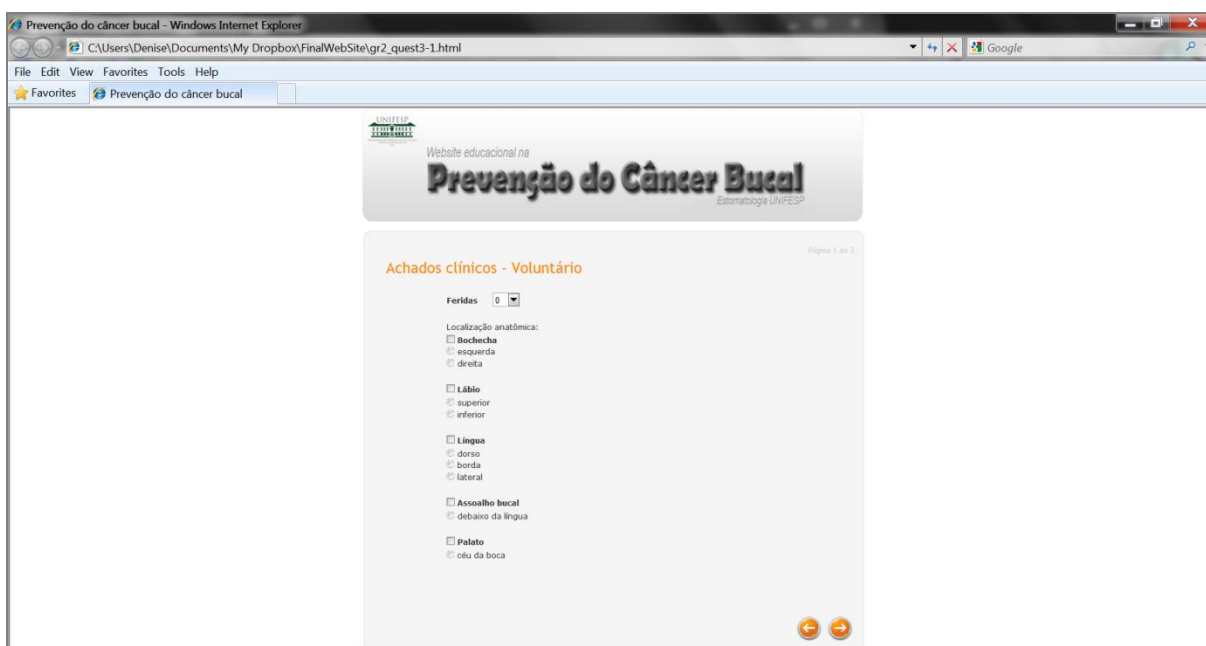 Prevenção do câncer bucal - Windows Internet Explorer
C:\Users\Denise\Documents\My Dropbox\FinalWebSite\gr2_quest3-1.html
Google
File Edit View Favorites Tools Help
Favorites
Prevenção do câncer bucal
UNIFESP
Website educacional na
Prevenção do Câncer Bucal
Estomatologia UNIFESP
Página 1 de 3
Achados clínicos - Voluntário
Feridas 0
Localização anatômica:
Bochecha
esquerda
direita
Lábio
superior
inferior
Língua
dorso
borda
lateral
Assoalho bucal
debaixo da língua
Palato
céu da boca